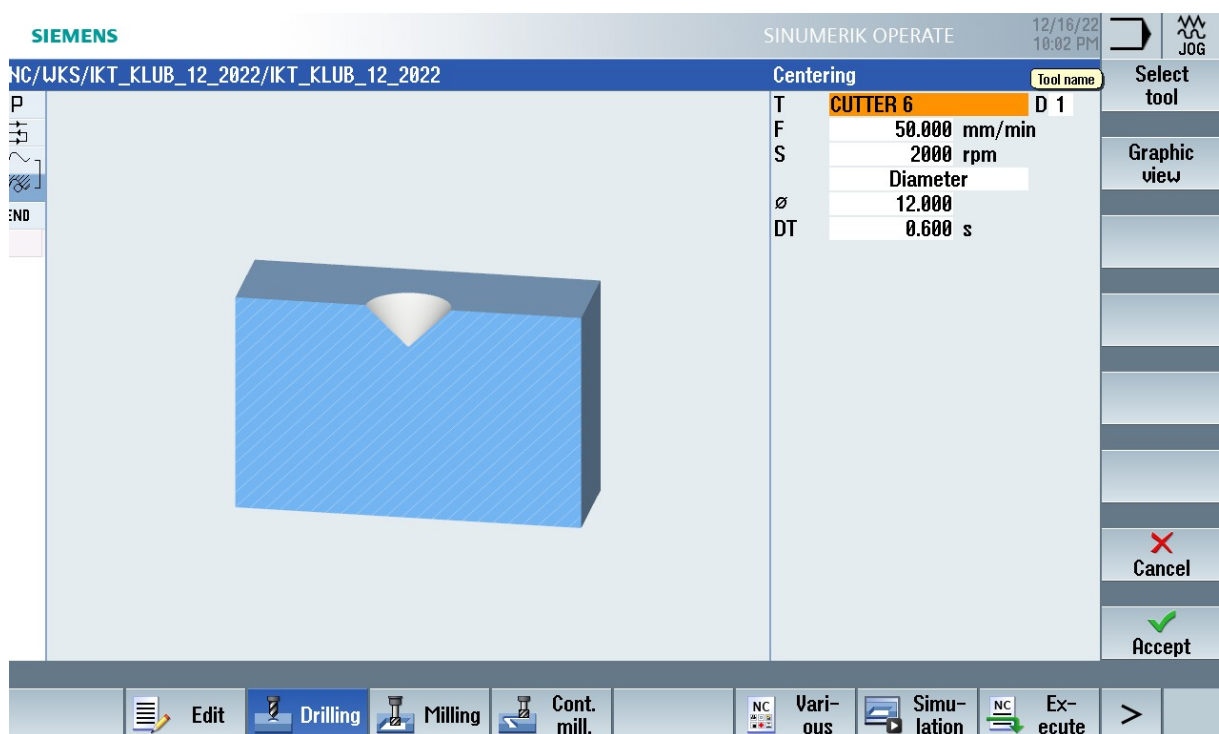 SIEMENS
SINUMERIK OPERATE
12/16/22
10:02 PM
JOG
NC/WKS/IKT_KLUB_12_2022/IKT_KLUB_12_2022
Centering
Tool name
Select
tool
P
END
T CUTTER 6 D 1
F 50.000 mm/min
S 2000 rpm
Diameter
ø 12.000
DT 0.600 s
Graphic
view
Cancel
Accept
Edit
Drilling
Milling
Cont.
mill.
NC
Vari-
ous
Simu-
lation
NC
Ex-
ecute
>